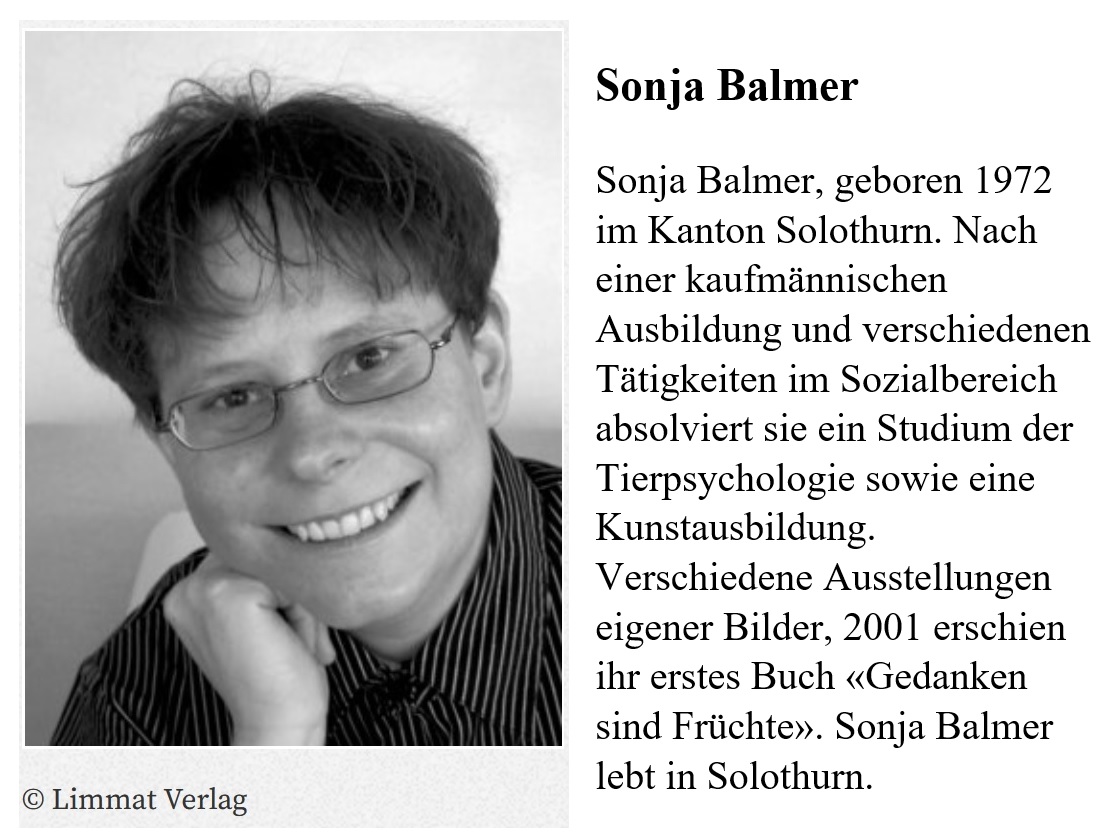 Sonja Balmer
Sonja Balmer, geboren 1972
im Kanton Solothurn. Nach
einer kaufmännischen
Ausbildung und verschiedenen
Tätigkeiten im Sozialbereich
absolviert sie ein Studium der
Tierpsychologie sowie eine
Kunstausbildung.
Verschiedene Ausstellungen
eigener Bilder, 2001 erschien
ihr erstes Buch «Gedanken
sind Früchte». Sonja Balmer
lebt in Solothurn.
© Limmat Verlag